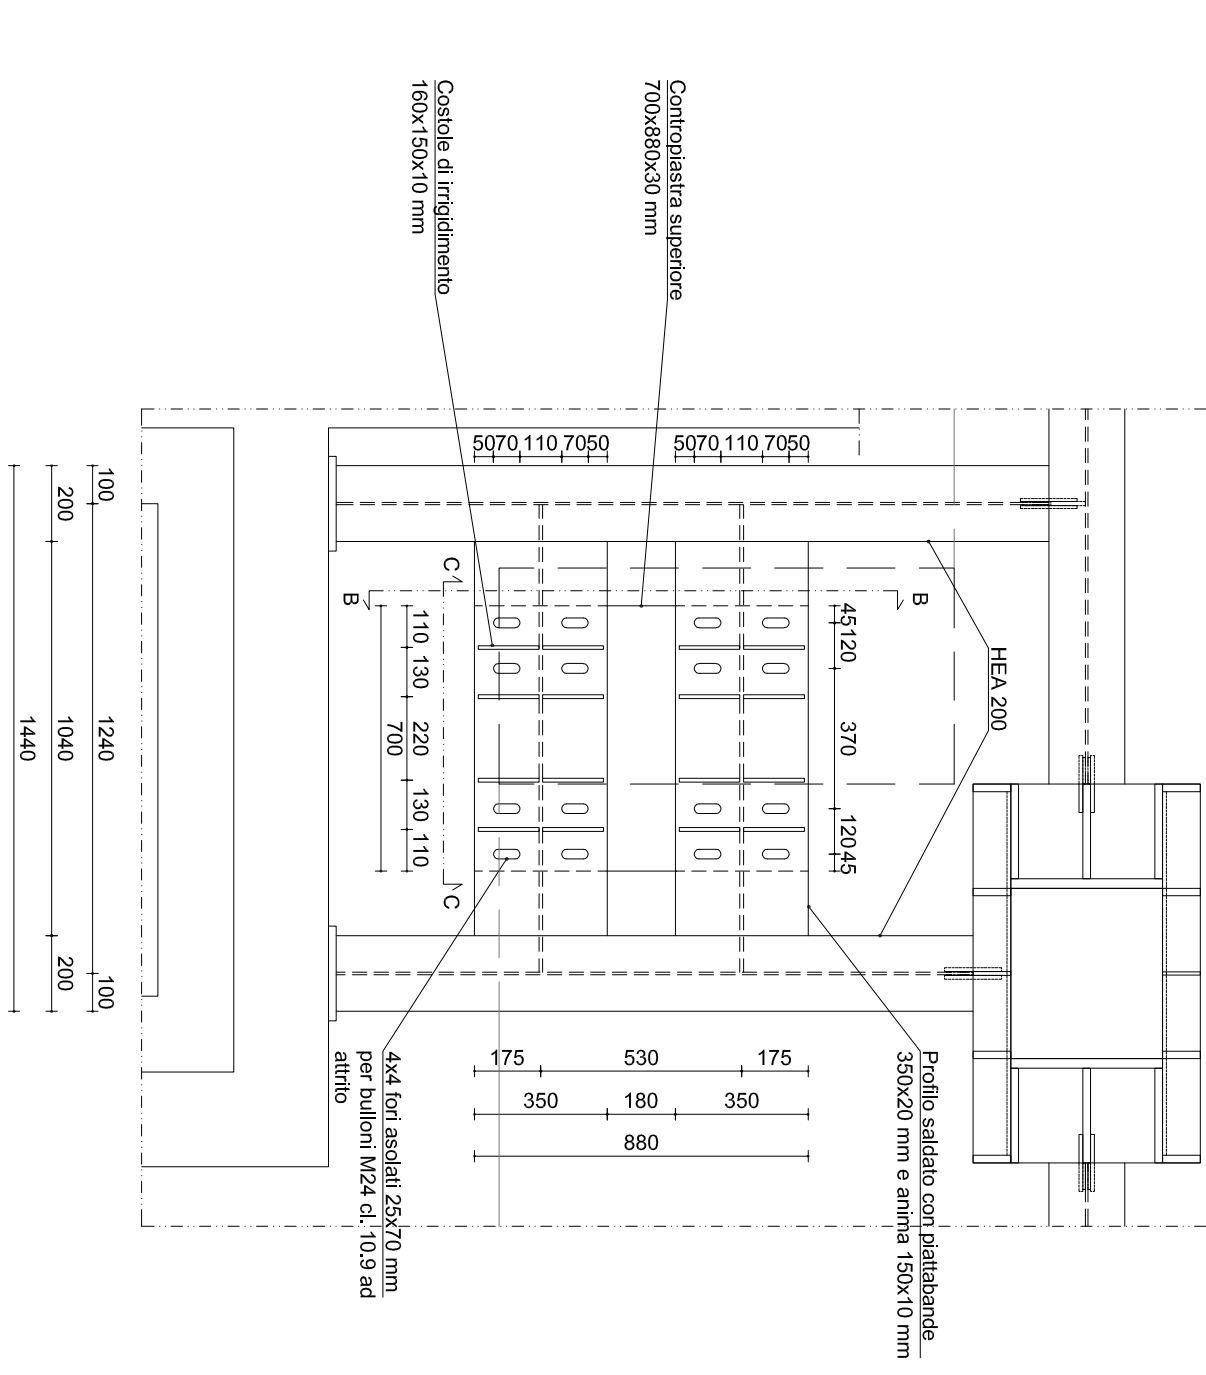 Contropiastra superiore
700x880x30 mm
Costole di irrigidimento
160x150x10 mm
50 70 110 70 50
50 70 110 70 50
HEA 200
B
B
C
C
45 120 370 120 45
110 130 220 130 110
700
100 1240 100
200 1040 200
1440
175 530 175
350 180 350
880
Profilo saldato con piattabande
350x20 mm e anima 150x10 mm
4x4 fori asolati 25x70 mm
per bulloni M24 cl. 10.9 ad
attrito